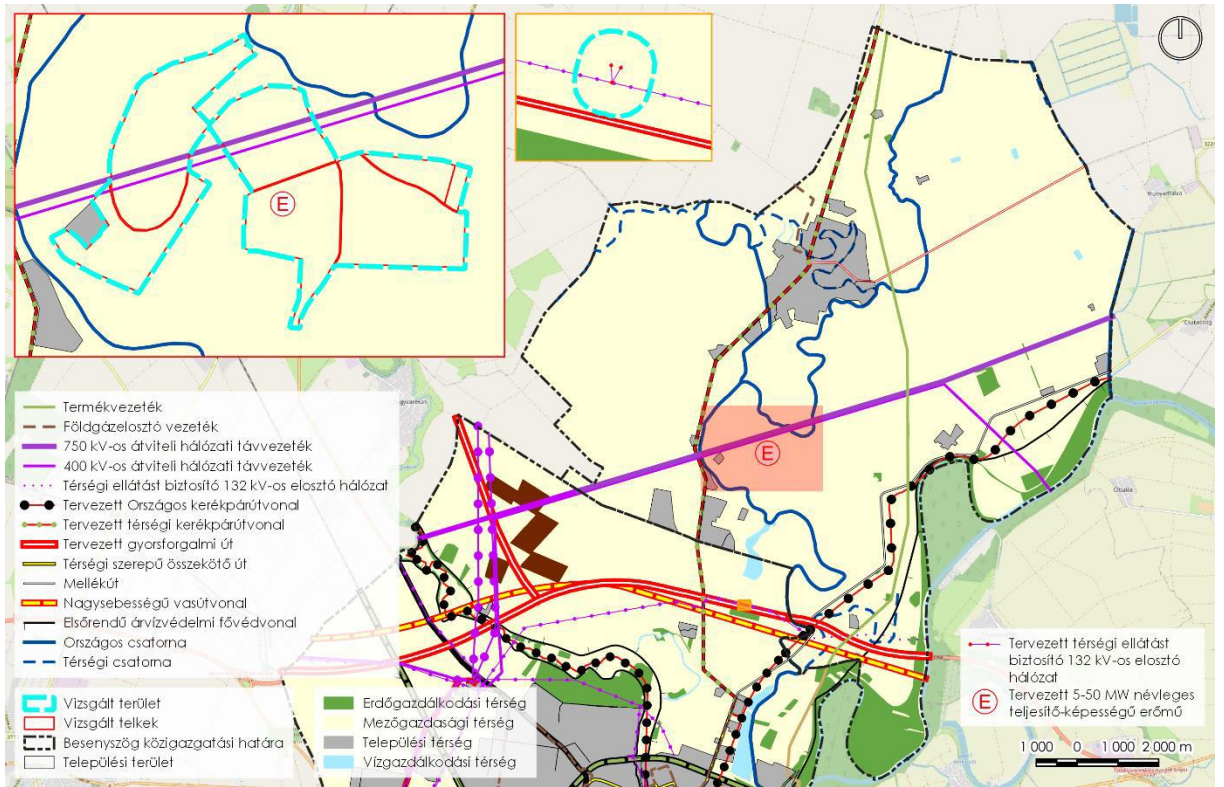 E
Hunyadfalva
Csataszög
E
Termékvezeték
Földgázelosztó vezeték
750 kV-os átviteli hálózati távvezeték
400 kV-os átviteli hálózati távvezeték
Térségi ellátást biztosító 132 kV-os elosztó hálózat
Tervezett Országos kerékpárútvonal
Tervezett térségi kerékpárútvonal
Tervezett gyorsforgalmi út
Térségi szerepű összekötő út
Mellékút
Nagysebességű vasútvonal
Elsőrendű árvízvédelmi fővédvonal
Országos csatorna
Térségi csatorna
Vizsgált terület
Vizsgált telkek
Besenyszög közigazgatási határa
Települési terület
Erdőgazdálkodási térség
Mezőgazdasági térség
Települési térség
Vízgazdálkodási térség
Tervezett térségi ellátást
biztosító 132 kV-os elosztó
hálózat
E
Tervezett 5-50 MW névleges
teljesítő-képességű erőmű
1 000 0 1 000 2 000 m